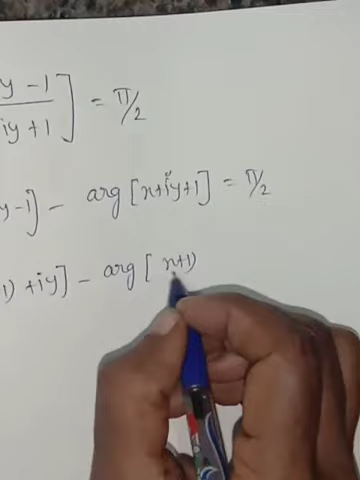 y - 1
iy + 1 ] = π/2
y - 1] - arg [x+iy+1] = π/2
1) + iy] - arg [ x+1)